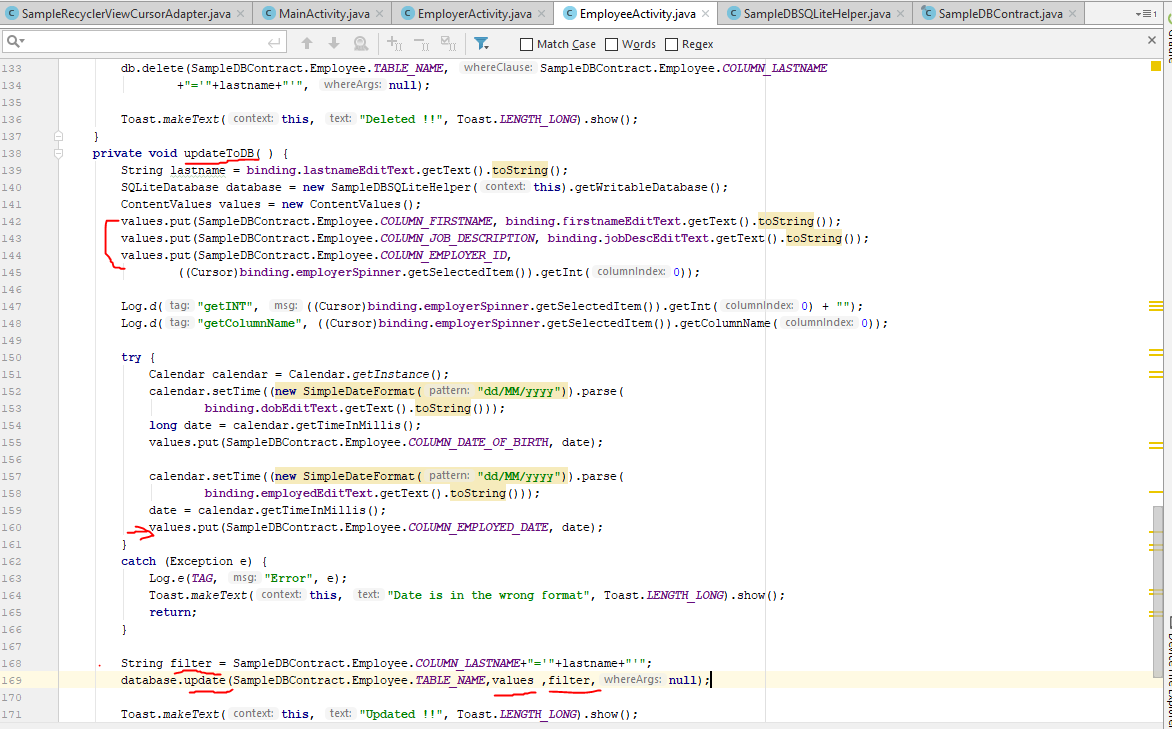 SampleRecyclerViewCursorAdapter.java × MainActivity.java × EmployerActivity.java × EmployeeActivity.java × SampleDBSQLiteHelper.java × SampleDBContract.java ×
Match Case Words Regex
133 db.delete(SampleDBContract.Employee.TABLE_NAME, whereClause: SampleDBContract.Employee.COLUMN_LASTNAME
134 +"='"+lastname+"'", whereArgs: null);
135
136 Toast.makeText( context: this, text: "Deleted !!", Toast.LENGTH_LONG).show();
137 }
138 private void updateToDB( ) {
139 String lastname = binding.lastnameEditText.getText().toString();
140 SQLiteDatabase database = new SampleDBSQLiteHelper( context: this).getWritableDatabase();
141 ContentValues values = new ContentValues();
142 values.put(SampleDBContract.Employee.COLUMN_FIRSTNAME, binding.firstnameEditText.getText().toString());
143 values.put(SampleDBContract.Employee.COLUMN_JOB_DESCRIPTION, binding.jobDescEditText.getText().toString());
144 values.put(SampleDBContract.Employee.COLUMN_EMPLOYER_ID,
145 ((Cursor)binding.employerSpinner.getSelectedItem()).getInt( columnIndex: 0));
146
147 Log.d( tag: "getINT", msg: ((Cursor)binding.employerSpinner.getSelectedItem()).getInt( columnIndex: 0) + "");
148 Log.d( tag: "getColumnName", ((Cursor)binding.employerSpinner.getSelectedItem()).getColumnName( columnIndex: 0));
149
150 try {
151 Calendar calendar = Calendar.getInstance();
152 calendar.setTime((new SimpleDateFormat( pattern: "dd/MM/yyyy")).parse(
153 binding.dobEditText.getText().toString()));
154 long date = calendar.getTimeInMillis();
155 values.put(SampleDBContract.Employee.COLUMN_DATE_OF_BIRTH, date);
156
157 calendar.setTime((new SimpleDateFormat( pattern: "dd/MM/yyyy")).parse(
158 binding.employedEditText.getText().toString()));
159 date = calendar.getTimeInMillis();
160 values.put(SampleDBContract.Employee.COLUMN_EMPLOYED_DATE, date);
161 }
162 catch (Exception e) {
163 Log.e(TAG, msg: "Error", e);
164 Toast.makeText( context: this, text: "Date is in the wrong format", Toast.LENGTH_LONG).show();
165 return;
166 }
167
168 . String filter = SampleDBContract.Employee.COLUMN_LASTNAME+"='"+lastname+"'";
169 database.update(SampleDBContract.Employee.TABLE_NAME,values ,filter, whereArgs: null);
170
171 Toast.makeText( context: this, text: "Updated !!", Toast.LENGTH_LONG).show();